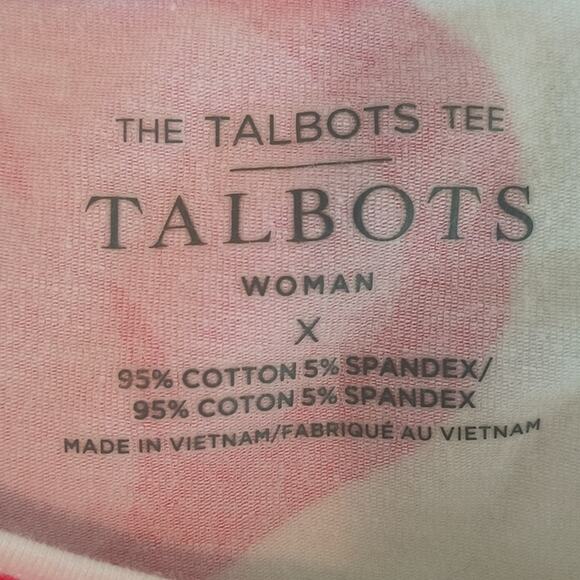 THE TALBOTS TEE
TALBOTS
WOMAN
X
95% COTTON 5% SPANDEX/
95% COTON 5% SPANDEX
MADE IN VIETNAM/FABRIQUÉ AU VIETNAM